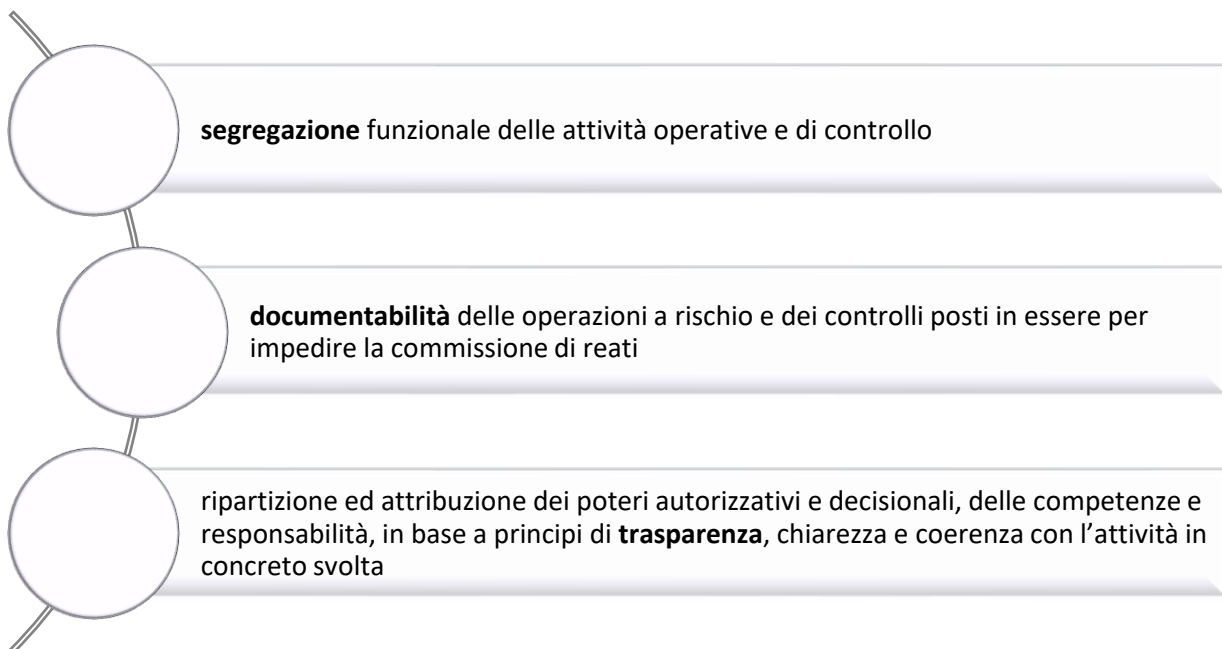 segregazione funzionale delle attività operative e di controllo
documentabilità delle operazioni a rischio e dei controlli posti in essere per
impedire la commissione di reati
ripartizione ed attribuzione dei poteri autorizzativi e decisionali, delle competenze e
responsabilità, in base a principi di trasparenza, chiarezza e coerenza con l’attività in
concreto svolta